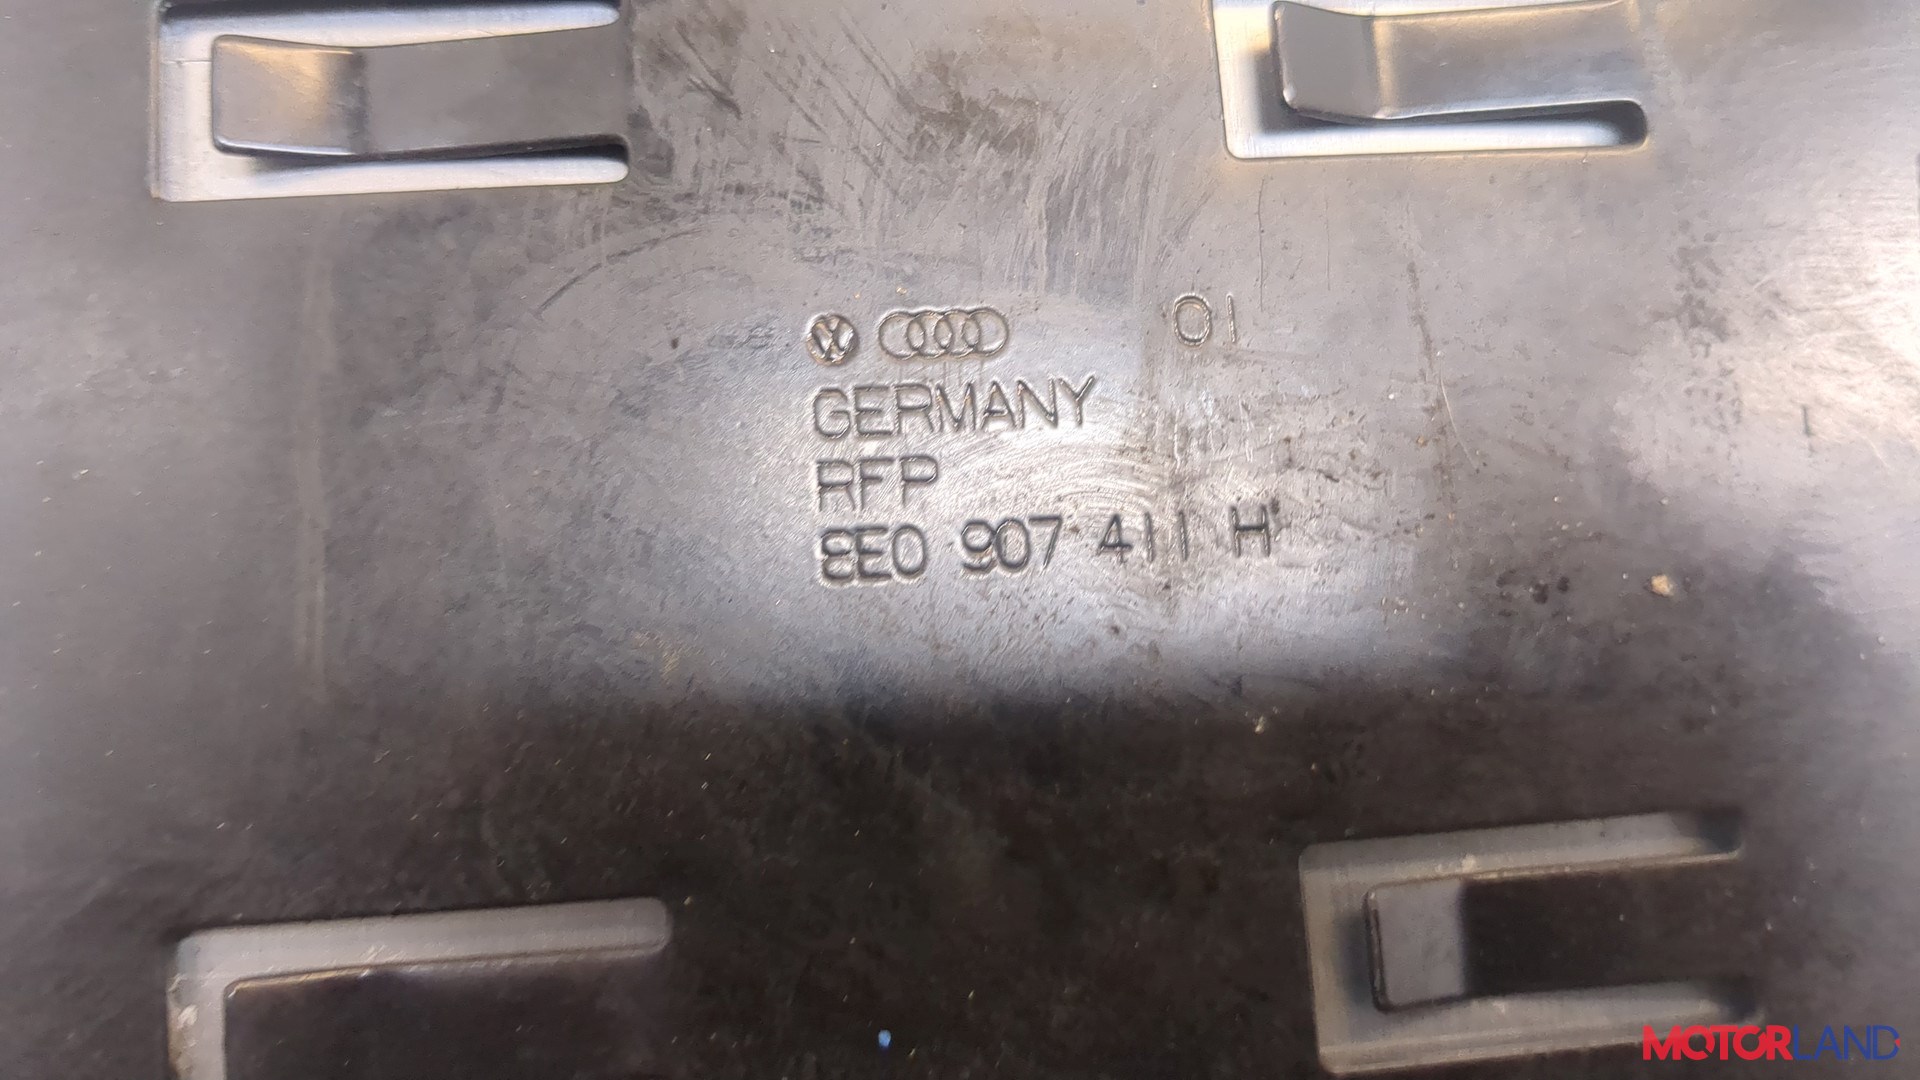 01
GERMANY
RFP
8E0 907 411 H
MOTORLAND